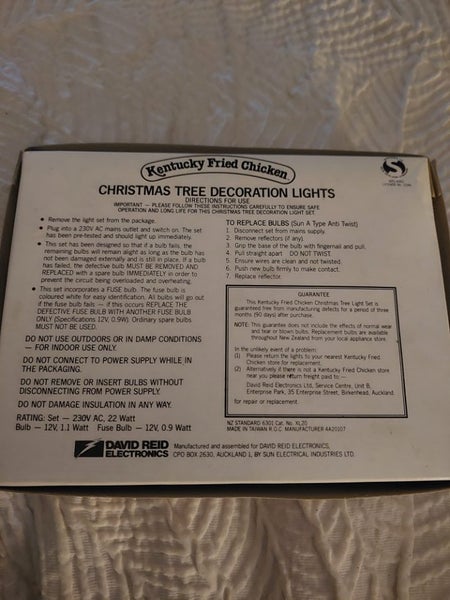 Kentucky Fried Chicken
CHRISTMAS TREE DECORATION LIGHTS
DIRECTIONS FOR USE
IMPORTANT — PLEASE FOLLOW THESE INSTRUCTIONS CAREFULLY TO ENSURE SAFE
OPERATION AND LONG LIFE FOR THIS CHRISTMAS TREE DECORATION LIGHT SET
• Remove the light set from the package.
• Plug into a 230V AC mains outlet and switch on. The set
has been pre-tested and should light up immediately.
• This set has been designed so that if a bulb fails, the
remaining bulbs will remain alight as long as the bulb has
not been damaged externally and is still in place. If a bulb
has failed, the defective bulb MUST BE REMOVED AND
REPLACED with a spare bulb IMMEDIATELY in order to
prevent the circuit being overloaded and overheating.
• This set incorporates a FUSE bulb. The fuse bulb is
coloured white for easy identification. All bulbs will go out
if the fuse bulb fails — if this occurs REPLACE THE
DEFECTIVE FUSE BULB WITH ANOTHER FUSE BULB
ONLY (Specifications 12V, 0.9W). Ordinary spare bulbs
MUST NOT BE USED.
DO NOT USE OUTDOORS OR IN DAMP CONDITIONS
— FOR INDOOR USE ONLY.
DO NOT CONNECT TO POWER SUPPLY WHILE IN
THE PACKAGING.
DO NOT REMOVE OR INSERT BULBS WITHOUT
DISCONNECTING FROM POWER SUPPLY.
DO NOT DAMAGE INSULATION IN ANY WAY.
RATING: Set — 230V AC, 22 Watt
Bulb — 12V, 1.1 Watt Fuse Bulb — 12V, 0.9 Watt
TO REPLACE BULBS (Sun A Type Anti Twist)
1. Disconnect set from mains supply.
2. Remove reflectors (if any).
3. Grip the base of the bulb with fingernail and pull.
4. Pull straight apart DO NOT TWIST.
5. Ensure wires are clean and not twisted.
6. Push new bulb firmly to make contact.
7. Replace reflector.
GUARANTEE
This Kentucky Fried Chicken Christmas Tree Light Set is
guaranteed free from manufacturing defects for a period of three
months (90 days) after purchase.
NOTE: This guarantee does not include the effects of normal wear
and tear or blown bulbs. Replacement bulbs are available
throughout New Zealand from your local appliance store.
In the unlikely event of a problem:
(1) Please return the lights to your nearest Kentucky Fried
Chicken store for replacement.
(2) Alternatively if there is not a Kentucky Fried Chicken store
near you please return freight paid to —
David Reid Electronics Ltd, Service Centre, Unit B,
Enterprise Park, 35 Enterprise Street, Birkenhead, Auckland.
for repair or replacement.
NZ STANDARD 6301 Cat. No. XL20
MADE IN TAIWAN R.O.C. MANUFACTURER 4A20107
DAVID REID
ELECTRONICS
Manufactured and assembled for DAVID REID ELECTRONICS,
CPO BOX 2630, AUCKLAND 1, BY SUN ELECTRICAL INDUSTRIES LTD.